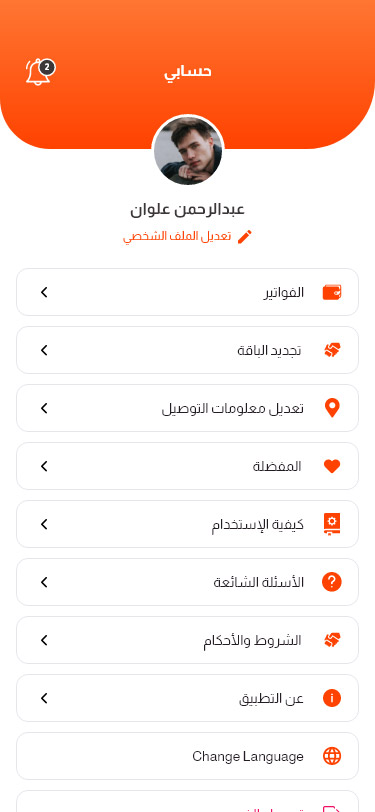 حسابي
2
عبدالرحمن علوان
تعديل الملف الشخصي
الفواتير
تجديد الباقة
تعديل معلومات التوصيل
المفضلة
كيفية الإستخدام
الأسئلة الشائعة
الشروط والأحكام
عن التطبيق
Change Language